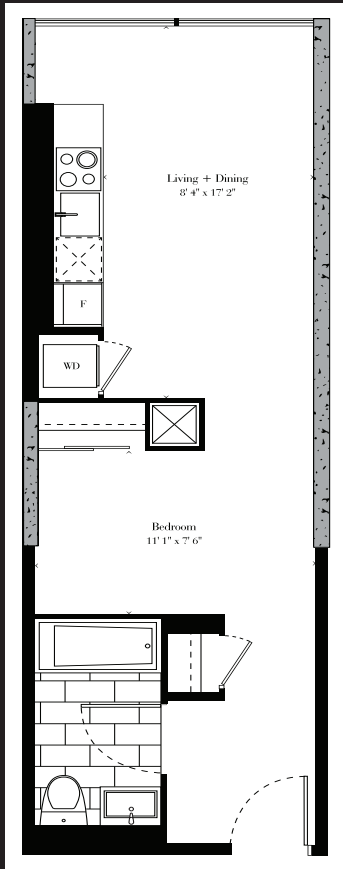 Living + Dining
8' 4" x 17' 2"
F
WD
Bedroom
11' 1" x 7' 6"